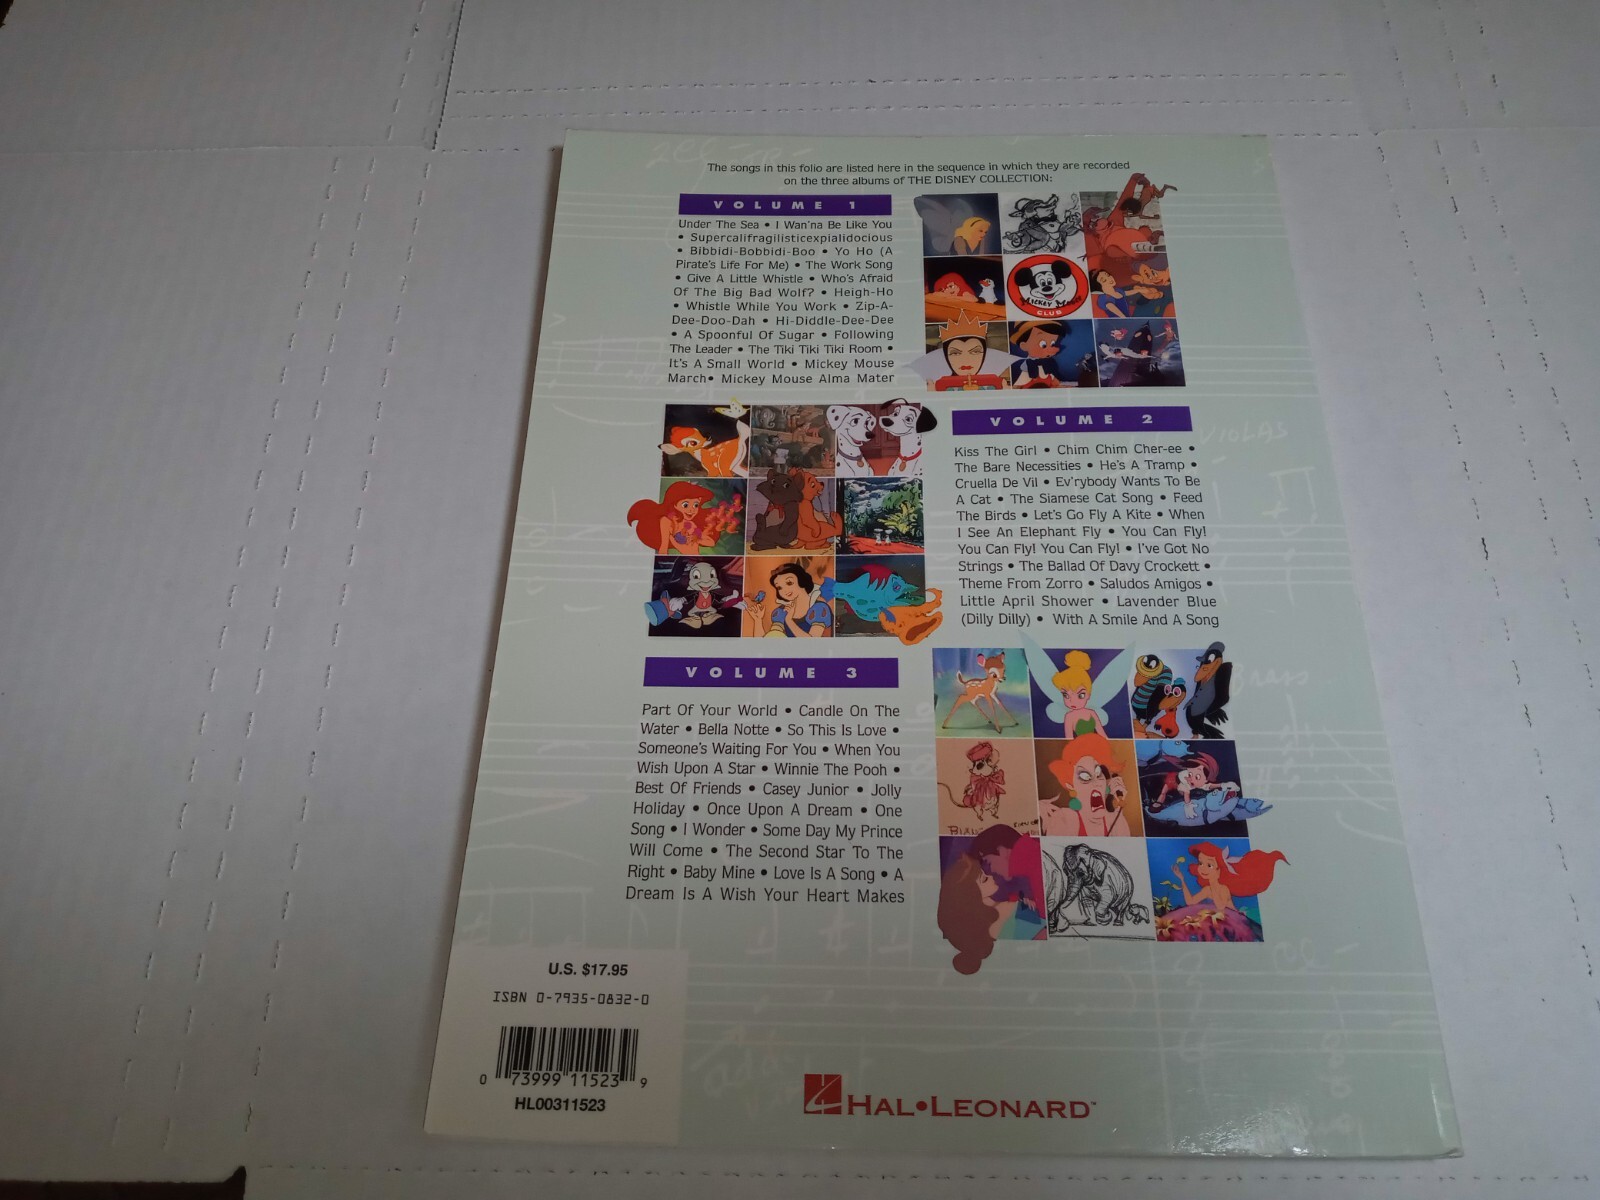 The songs in this folio are listed here in the sequence in which they are recorded
on the three albums of THE DISNEY COLLECTION:
VOLUME 1
Under The Sea • I Wan'na Be Like You
• Supercalifragilisticexpialidocious
• Bibbidi-Bobbidi-Boo • Yo Ho (A
Pirate's Life For Me) • The Work Song
• Give A Little Whistle • Who's Afraid
Of The Big Bad Wolf? • Heigh-Ho
• Whistle While You Work • Zip-A-
Dee-Doo-Dah • Hi-Diddle-Dee-Dee
• A Spoonful Of Sugar • Following
The Leader • The Tiki Tiki Tiki Room •
It's A Small World • Mickey Mouse
March• Mickey Mouse Alma Mater
MICKEY MOUSE
CLUB
VOLUME 2
Kiss The Girl • Chim Chim Cher-ee •
The Bare Necessities • He's A Tramp •
Cruella De Vil • Ev'rybody Wants To Be
A Cat • The Siamese Cat Song • Feed
The Birds • Let's Go Fly A Kite • When
I See An Elephant Fly • You Can Fly!
You Can Fly! You Can Fly! • I've Got No
Strings • The Ballad Of Davy Crockett •
Theme From Zorro • Saludos Amigos •
Little April Shower • Lavender Blue
(Dilly Dilly) • With A Smile And A Song
VIOLAS
VOLUME 3
Part Of Your World • Candle On The
Water • Bella Notte • So This Is Love •
Someone's Waiting For You • When You
Wish Upon A Star • Winnie The Pooh •
Best Of Friends • Casey Junior • Jolly
Holiday • Once Upon A Dream • One
Song • I Wonder • Some Day My Prince
Will Come • The Second Star To The
Right • Baby Mine • Love Is A Song • A
Dream Is A Wish Your Heart Makes
Brass
U.S. $17.95
ISBN 0-7935-0832-0
0 73999 11523 9
HL00311523
HAL•LEONARD™